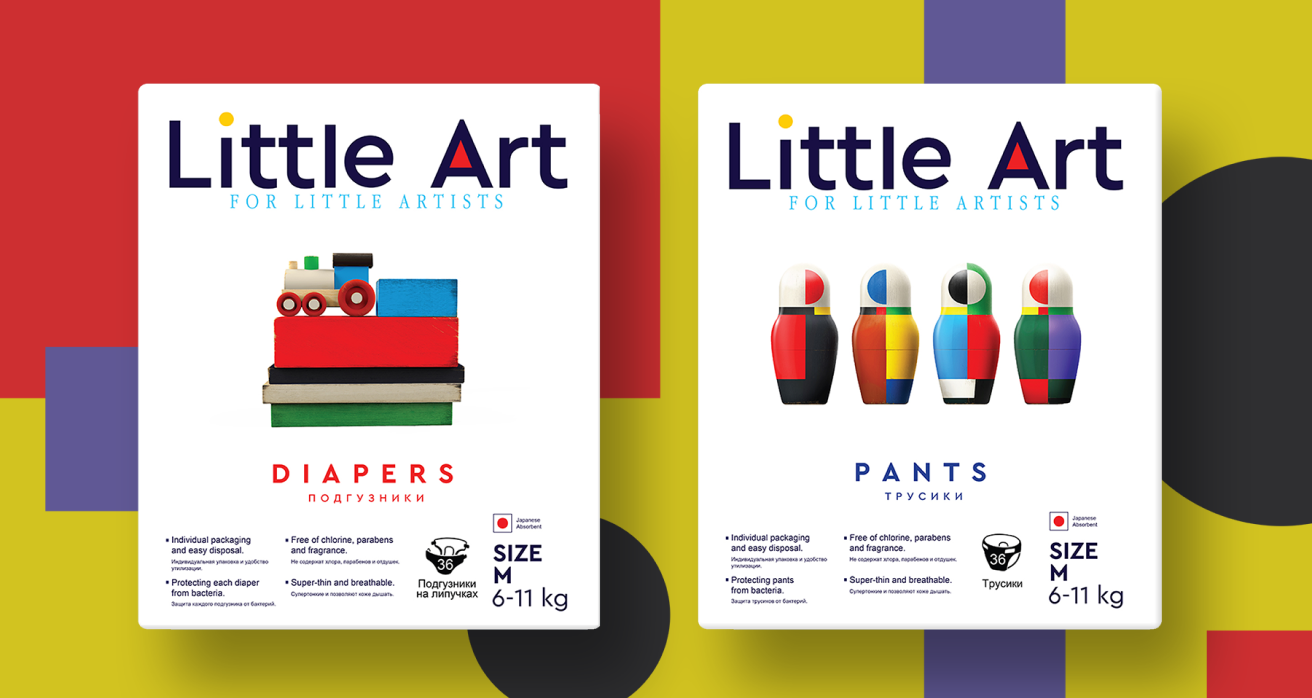 Little Art
FOR LITTLE ARTISTS
DIAPERS
ПОДГУЗНИКИ
▪ Individual packaging
and easy disposal.
Индивидуальная упаковка и удобство
утилизации.
▪ Protecting each diaper
from bacteria.
Защита каждого подгузника от бактерий.
▪ Free of chlorine, parabens
and fragrance.
Не содержат хлора, парабенов и отдушек.
▪ Super-thin and breathable.
Супертонкие и позволяют коже дышать.
36
Подгузники
на липучках
Japanese
Absorbent
SIZE
M
6-11 kg
Little Art
FOR LITTLE ARTISTS
PANTS
ТРУСИКИ
▪ Individual packaging
and easy disposal.
Индивидуальная упаковка и удобство
утилизации.
▪ Protecting pants
from bacteria.
Защита трусиков от бактерий.
▪ Free of chlorine, parabens
and fragrance.
Не содержат хлора, парабенов и отдушек.
▪ Super-thin and breathable.
Супертонкие и позволяют коже дышать.
36
Трусики
Japanese
Absorbent
SIZE
M
6-11 kg